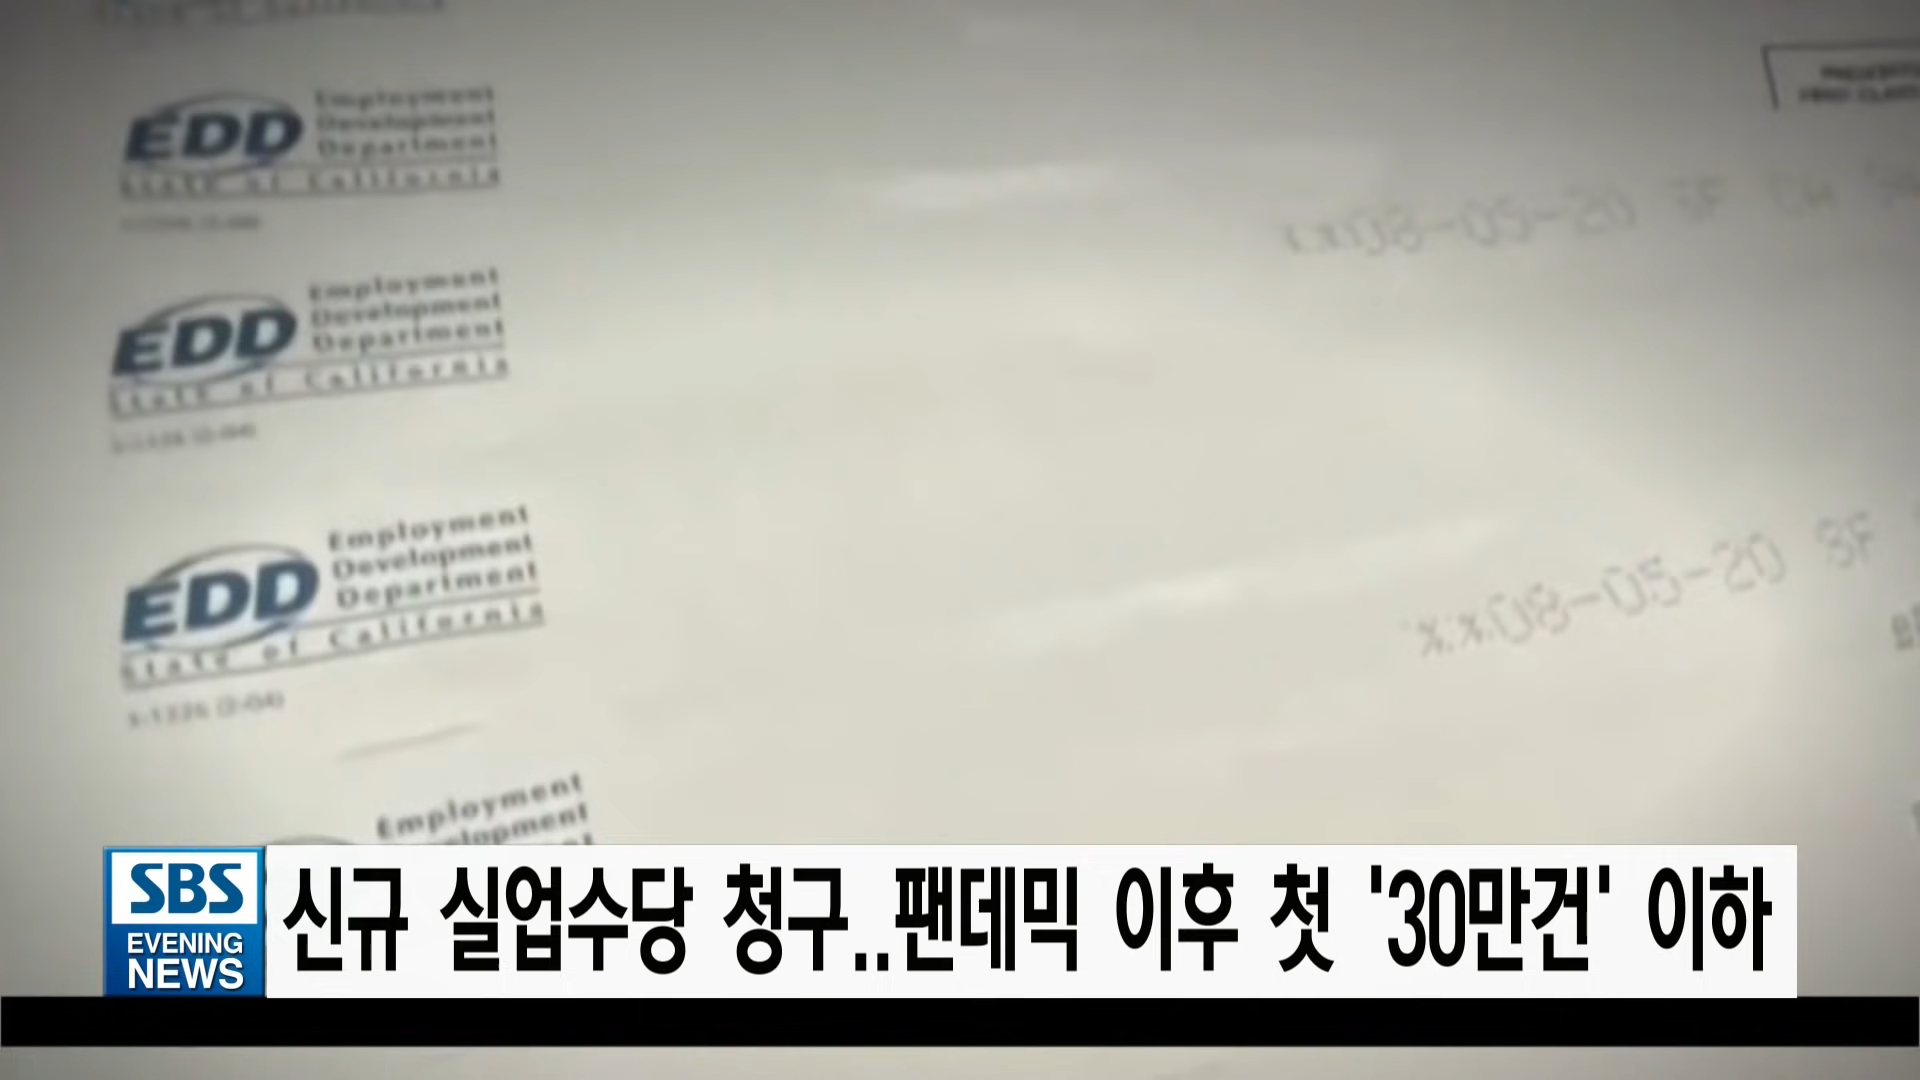 EDD
Employment
Development
Department
State of California
EDD
Employment
Development
Department
State of California
EDD
Employment
Development
Department
State of California
Employment
08-05-20
08-05-20
SBS
EVENING
NEWS
신규 실업수당 청구..팬데믹 이후 첫 '30만건' 이하